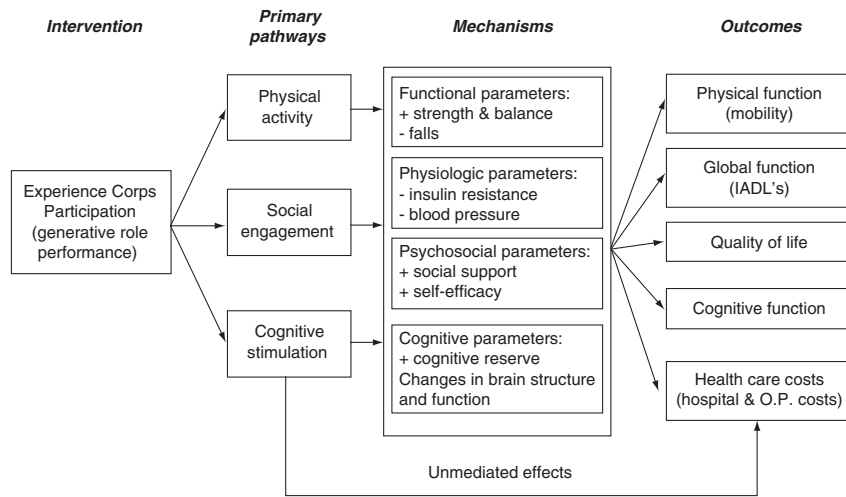 Intervention
Primary
pathways
Mechanisms
Outcomes
Experience Corps
Participation
(generative role
performance)
Physical
activity
Social
engagement
Cognitive
stimulation
Functional parameters:
+ strength & balance
- falls
Physiologic parameters:
- insulin resistance
- blood pressure
Psychosocial parameters:
+ social support
+ self-efficacy
Cognitive parameters:
+ cognitive reserve
Changes in brain structure
and function
Physical function
(mobility)
Global function
(IADL's)
Quality of life
Cognitive function
Health care costs
(hospital & O.P. costs)
Unmediated effects